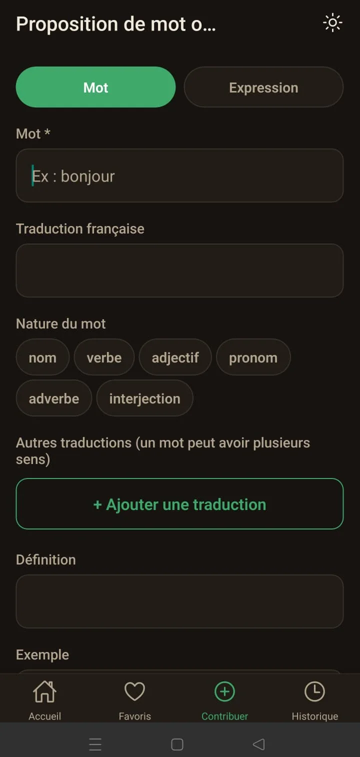 Proposition de mot o...
Mot
Expression
Mot *
Ex : bonjour
Traduction française
Nature du mot
nom
verbe
adjectif
pronom
adverbe
interjection
Autres traductions (un mot peut avoir plusieurs
sens)
+ Ajouter une traduction
Définition
Exemple
Accueil
Favoris
Contribuer
Historique